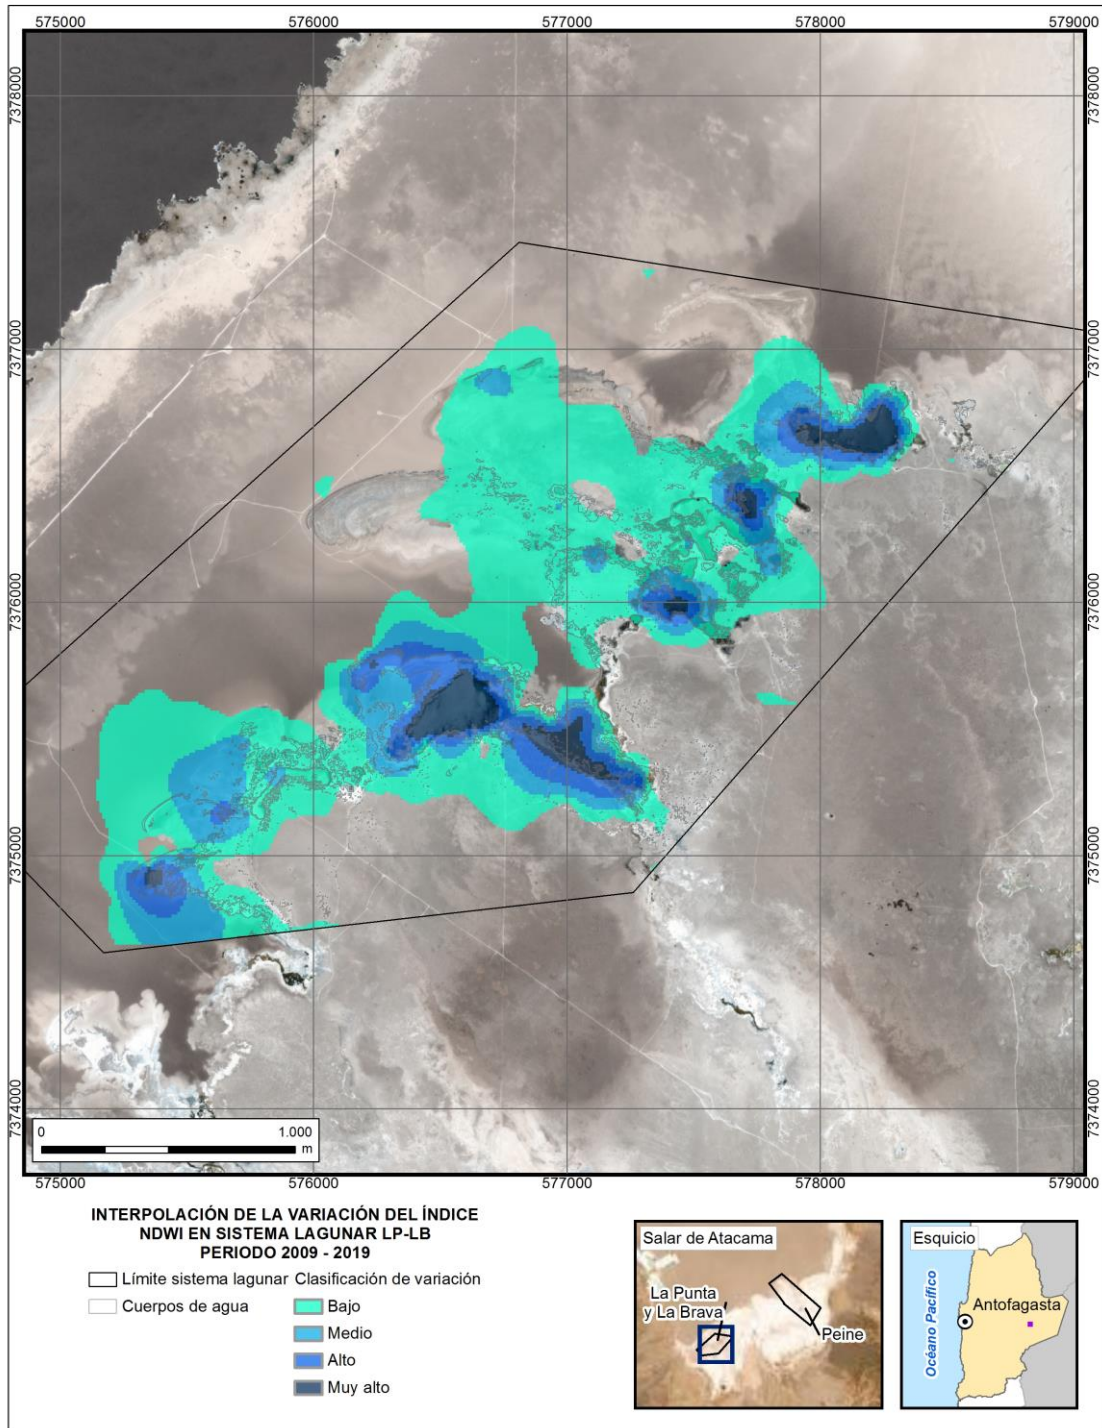 575000 576000 577000 578000 579000
7378000 7378000
7377000 7377000
7376000 7376000
7375000 7375000
7374000 7374000
0 1.000
m
575000 576000 577000 578000 579000
INTERPOLACIÓN DE LA VARIACIÓN DEL ÍNDICE
NDWI EN SISTEMA LAGUNAR LP-LB
PERIODO 2009 - 2019
Límite sistema lagunar Clasificación de variación
Cuerpos de agua
Bajo
Medio
Alto
Muy alto
Salar de Atacama
La Punta
y La Brava
Peine
Esquicio
Océano Pacífico
Antofagasta